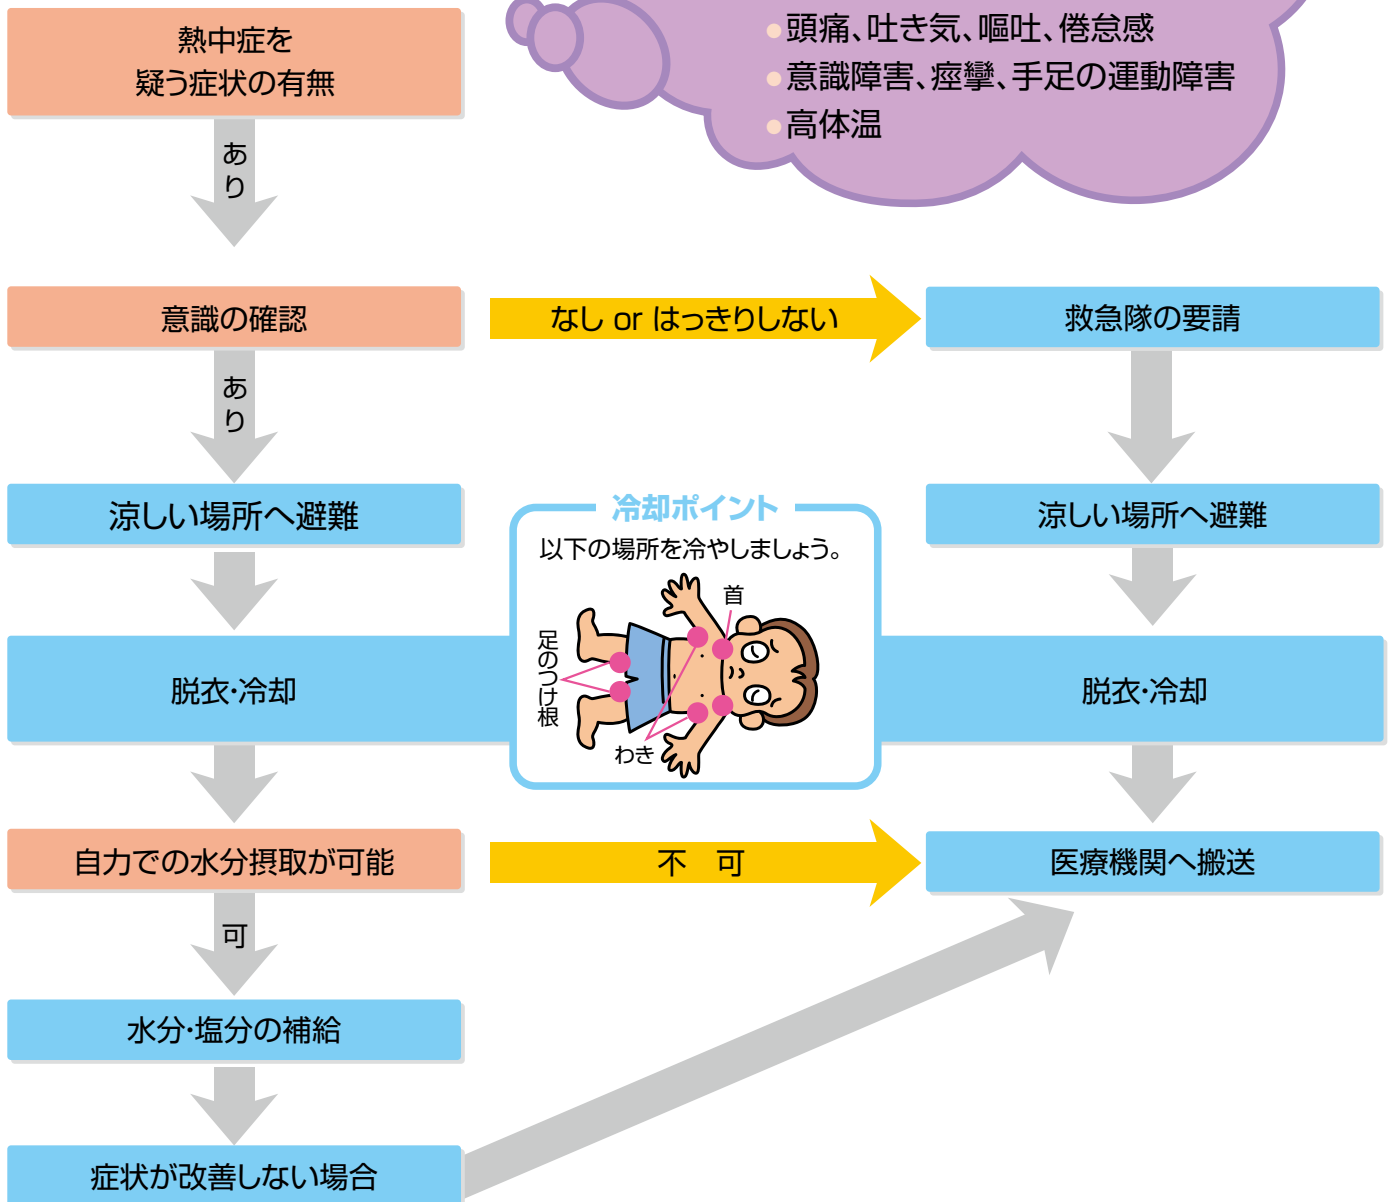 熱中症を
疑う症状の有無
●頭痛、吐き気、嘔吐、倦怠感
●意識障害、痙攣、手足の運動障害
●高体温
あり
意識の確認
なし or はっきりしない
救急隊の要請
あり
涼しい場所へ避難
涼しい場所へ避難
冷却ポイント
以下の場所を冷やしましょう。
首
足のつけ根
わき
脱衣・冷却
脱衣・冷却
自力での水分摂取が可能
不 可
医療機関へ搬送
可
水分・塩分の補給
症状が改善しない場合